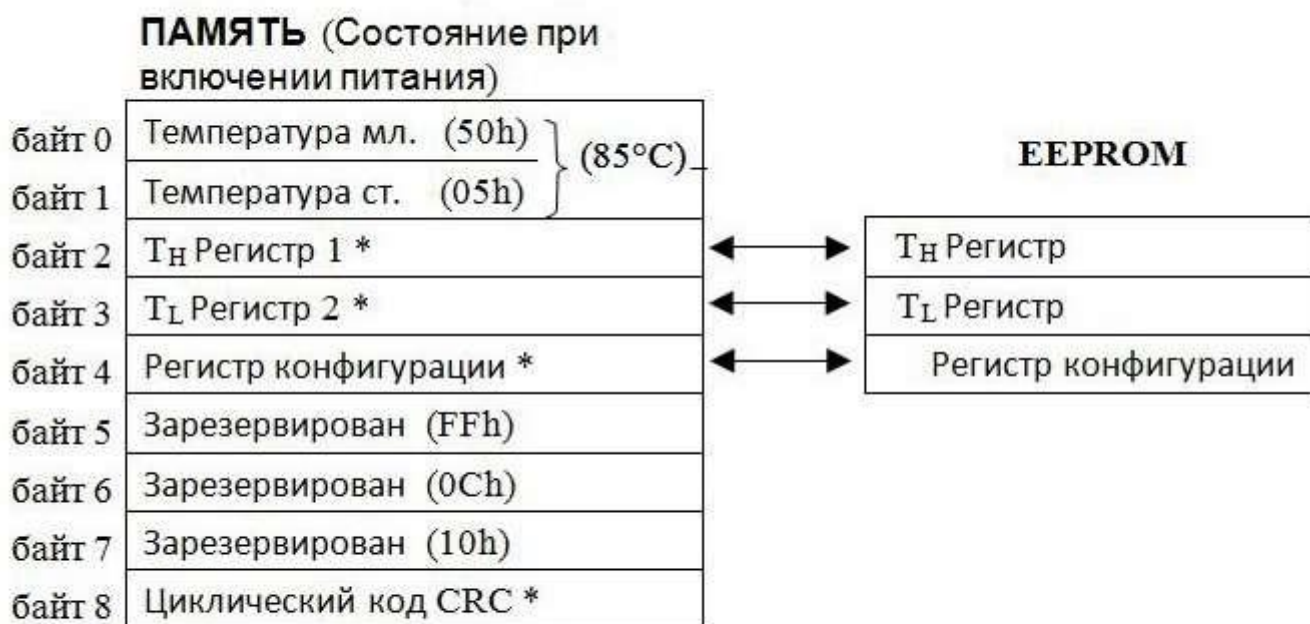 ПАМЯТЬ (Состояние при
включении питания)
байт 0 Температура мл. (50h)
(85°C)
байт 1 Температура ст. (05h)
EEPROM
байт 2 TH Регистр 1 * TH Регистр
байт 3 TL Регистр 2 * TL Регистр
байт 4 Регистр конфигурации * Регистр конфигурации
байт 5 Зарезервирован (FFh)
байт 6 Зарезервирован (0Ch)
байт 7 Зарезервирован (10h)
байт 8 Циклический код CRC *